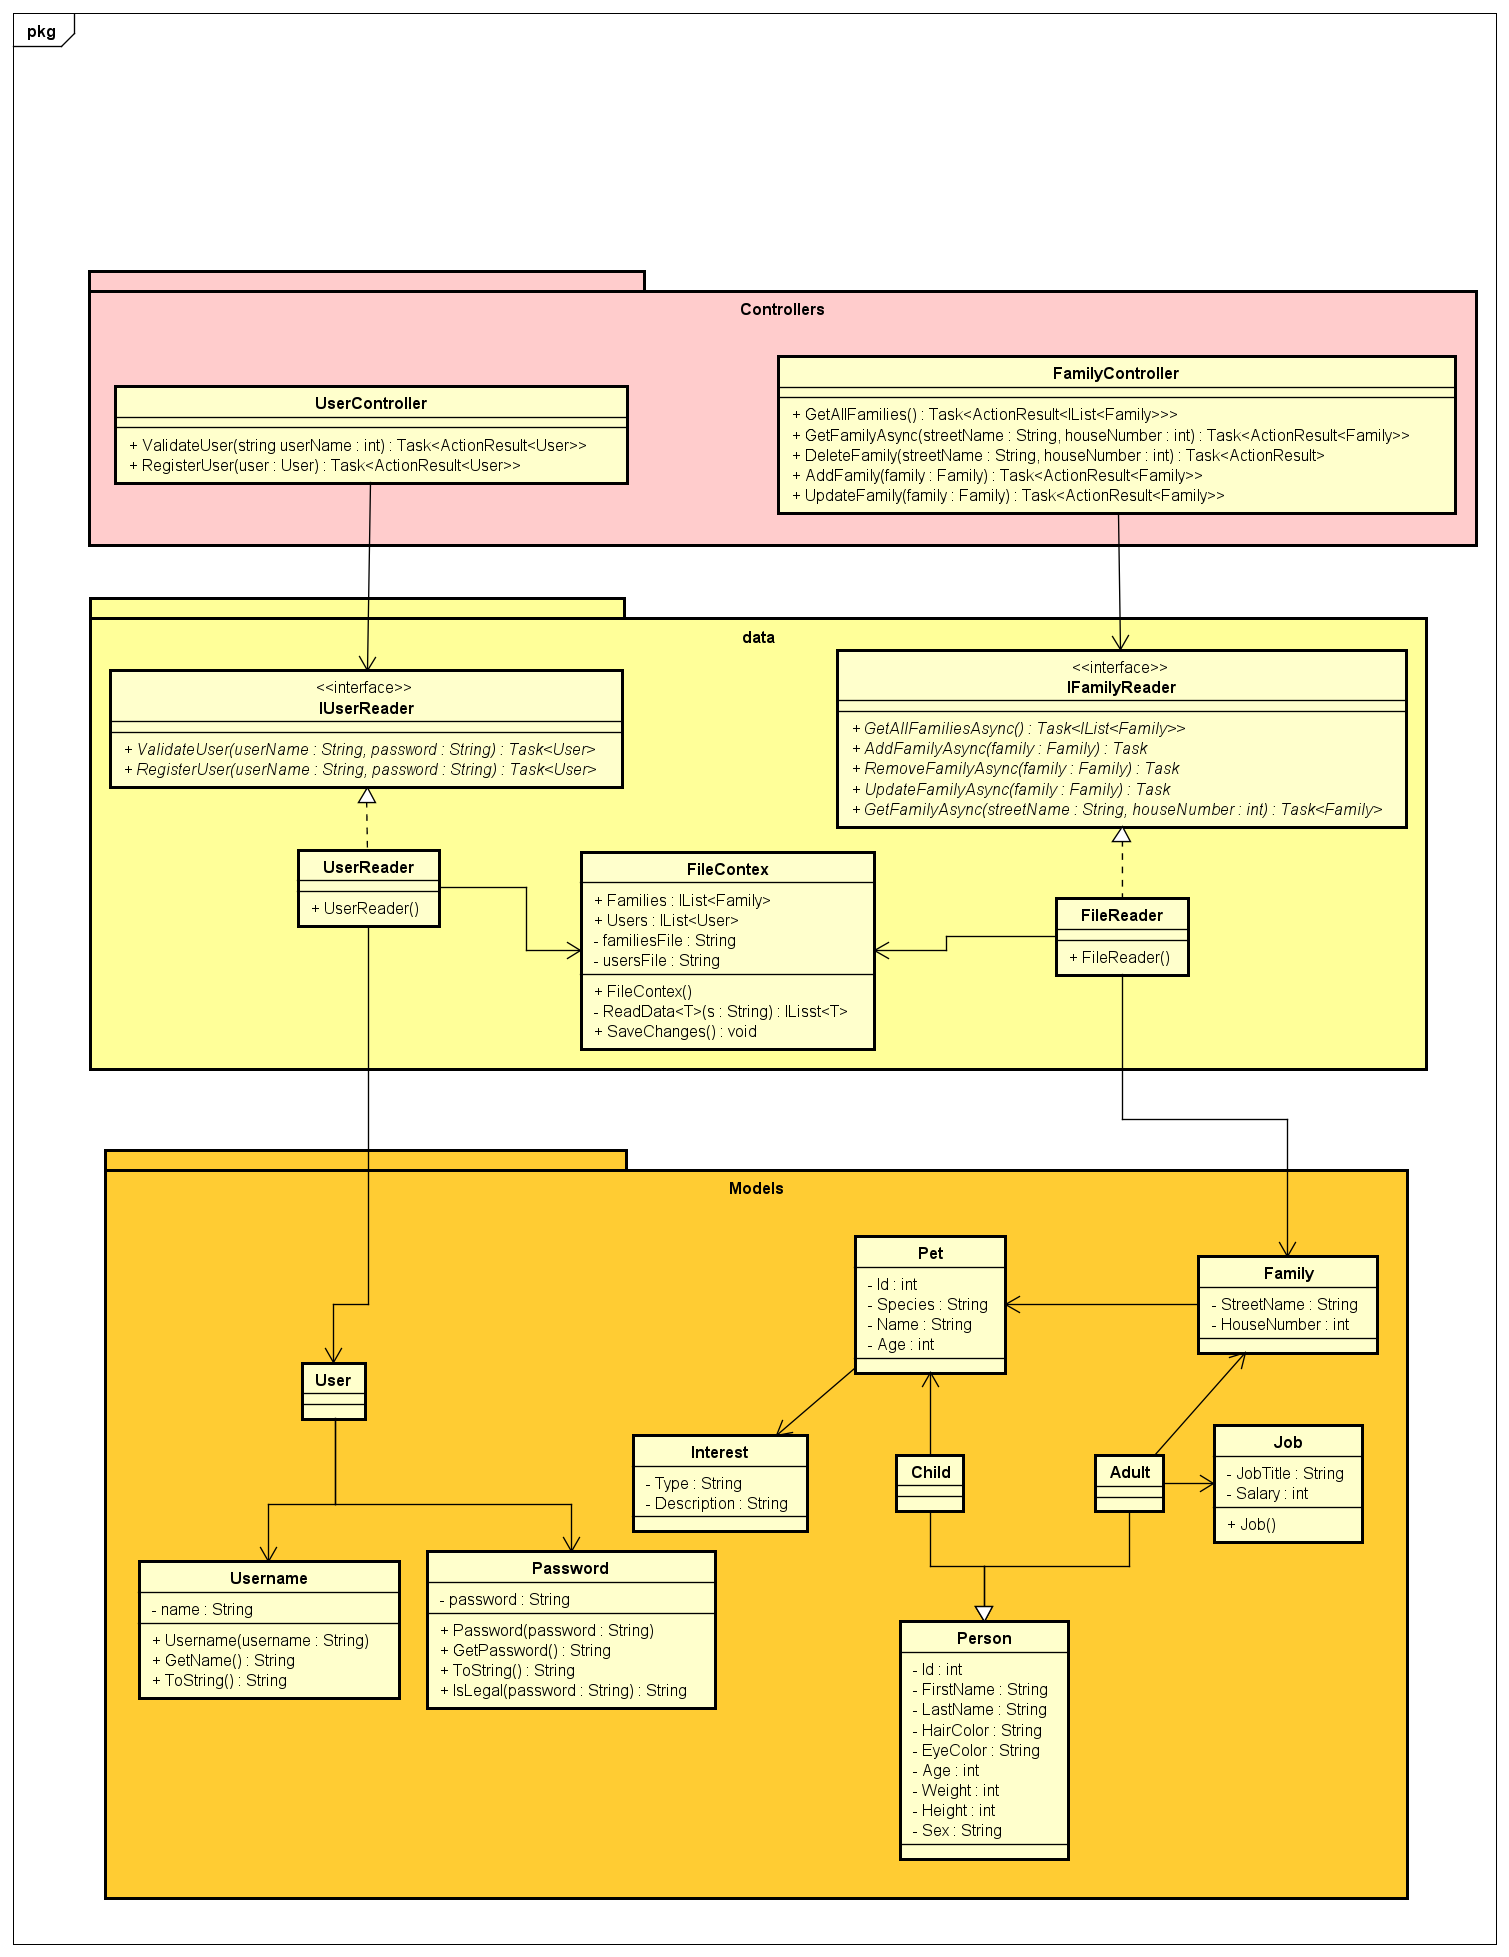 pkg
Controllers
UserController
+ ValidateUser(string userName : int) : Task<ActionResult<User>>
+ RegisterUser(user : User) : Task<ActionResult<User>>
FamilyController
+ GetAllFamilies() : Task<ActionResult<IList<Family>>>
+ GetFamilyAsync(streetName : String, houseNumber : int) : Task<ActionResult<Family>>
+ DeleteFamily(streetName : String, houseNumber : int) : Task<ActionResult>
+ AddFamily(family : Family) : Task<ActionResult<Family>>
+ UpdateFamily(family : Family) : Task<ActionResult<Family>>
data
<<interface>>
IUserReader
+ ValidateUser(userName : String, password : String) : Task<User>
+ RegisterUser(userName : String, password : String) : Task<User>
<<interface>>
IFamilyReader
+ GetAllFamiliesAsync() : Task<IList<Family>>
+ AddFamilyAsync(family : Family) : Task
+ RemoveFamilyAsync(family : Family) : Task
+ UpdateFamilyAsync(family : Family) : Task
+ GetFamilyAsync(streetName : String, houseNumber : int) : Task<Family>
UserReader
+ UserReader()
FileContex
+ Families : IList<Family>
+ Users : IList<User>
- familiesFile : String
- usersFile : String
+ FileContex()
- ReadData<T>(s : String) : ILisst<T>
+ SaveChanges() : void
FileReader
+ FileReader()
Models
Pet
- Id : int
- Species : String
- Name : String
- Age : int
Family
- StreetName : String
- HouseNumber : int
User
Interest
- Type : String
- Description : String
Child
Adult
Job
- JobTitle : String
- Salary : int
+ Job()
Username
- name : String
+ Username(username : String)
+ GetName() : String
+ ToString() : String
Password
- password : String
+ Password(password : String)
+ GetPassword() : String
+ ToString() : String
+ IsLegal(password : String) : String
Person
- Id : int
- FirstName : String
- LastName : String
- HairColor : String
- EyeColor : String
- Age : int
- Weight : int
- Height : int
- Sex : String